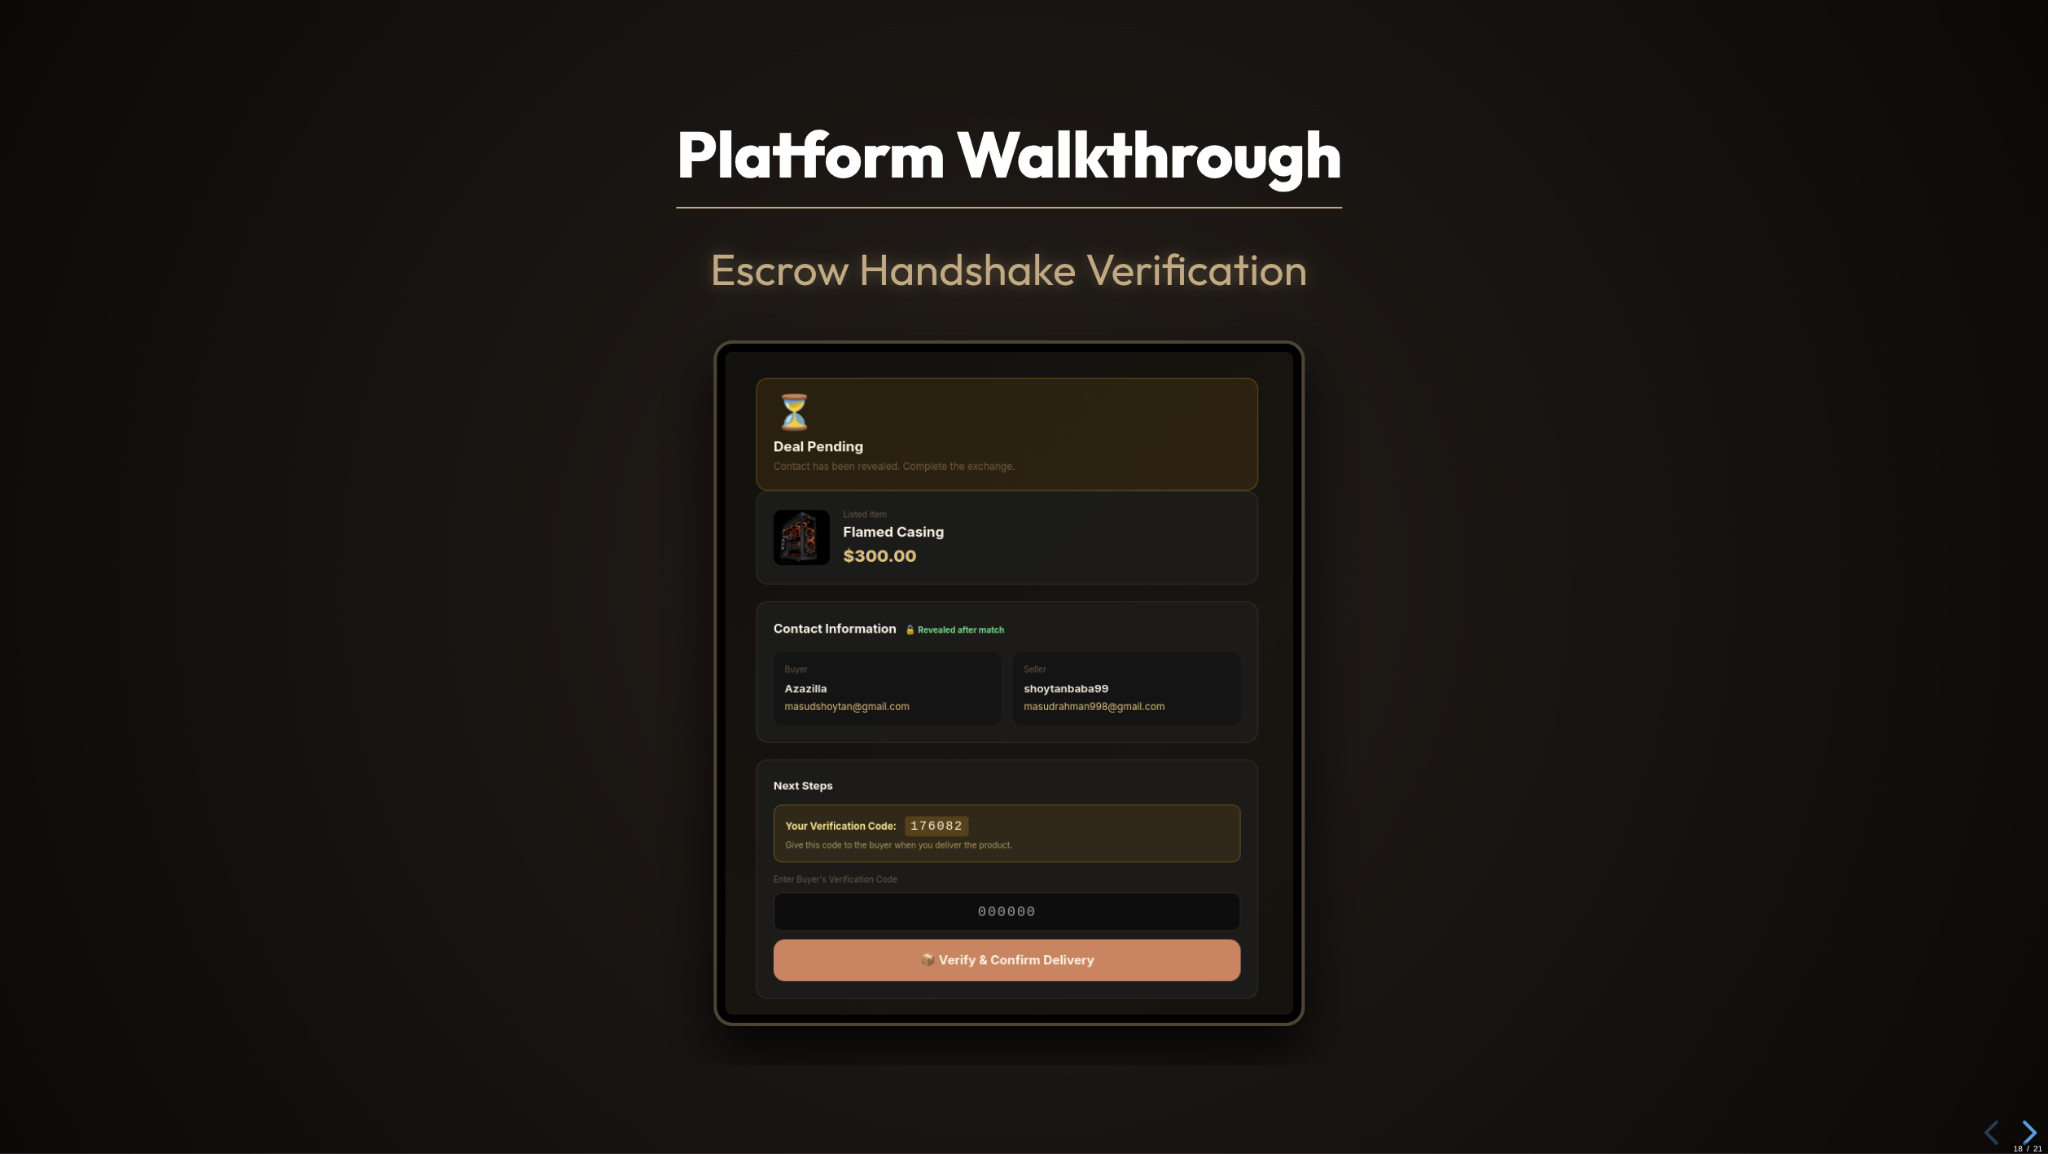 Platform Walkthrough
Escrow Handshake Verification
Deal Pending
Contact has been revealed. Complete the exchange.
Listed Item
Flamed Casing
$300.00
Contact Information 🔒 Revealed after match
Buyer
Azazilla
masudshoytan@gmail.com
Seller
shoytanbaba99
masudrahman998@gmail.com
Next Steps
Your Verification Code: 176082
Give this code to the buyer when you deliver the product.
Enter Buyer's Verification Code
000000
📦 Verify & Confirm Delivery
18 / 21